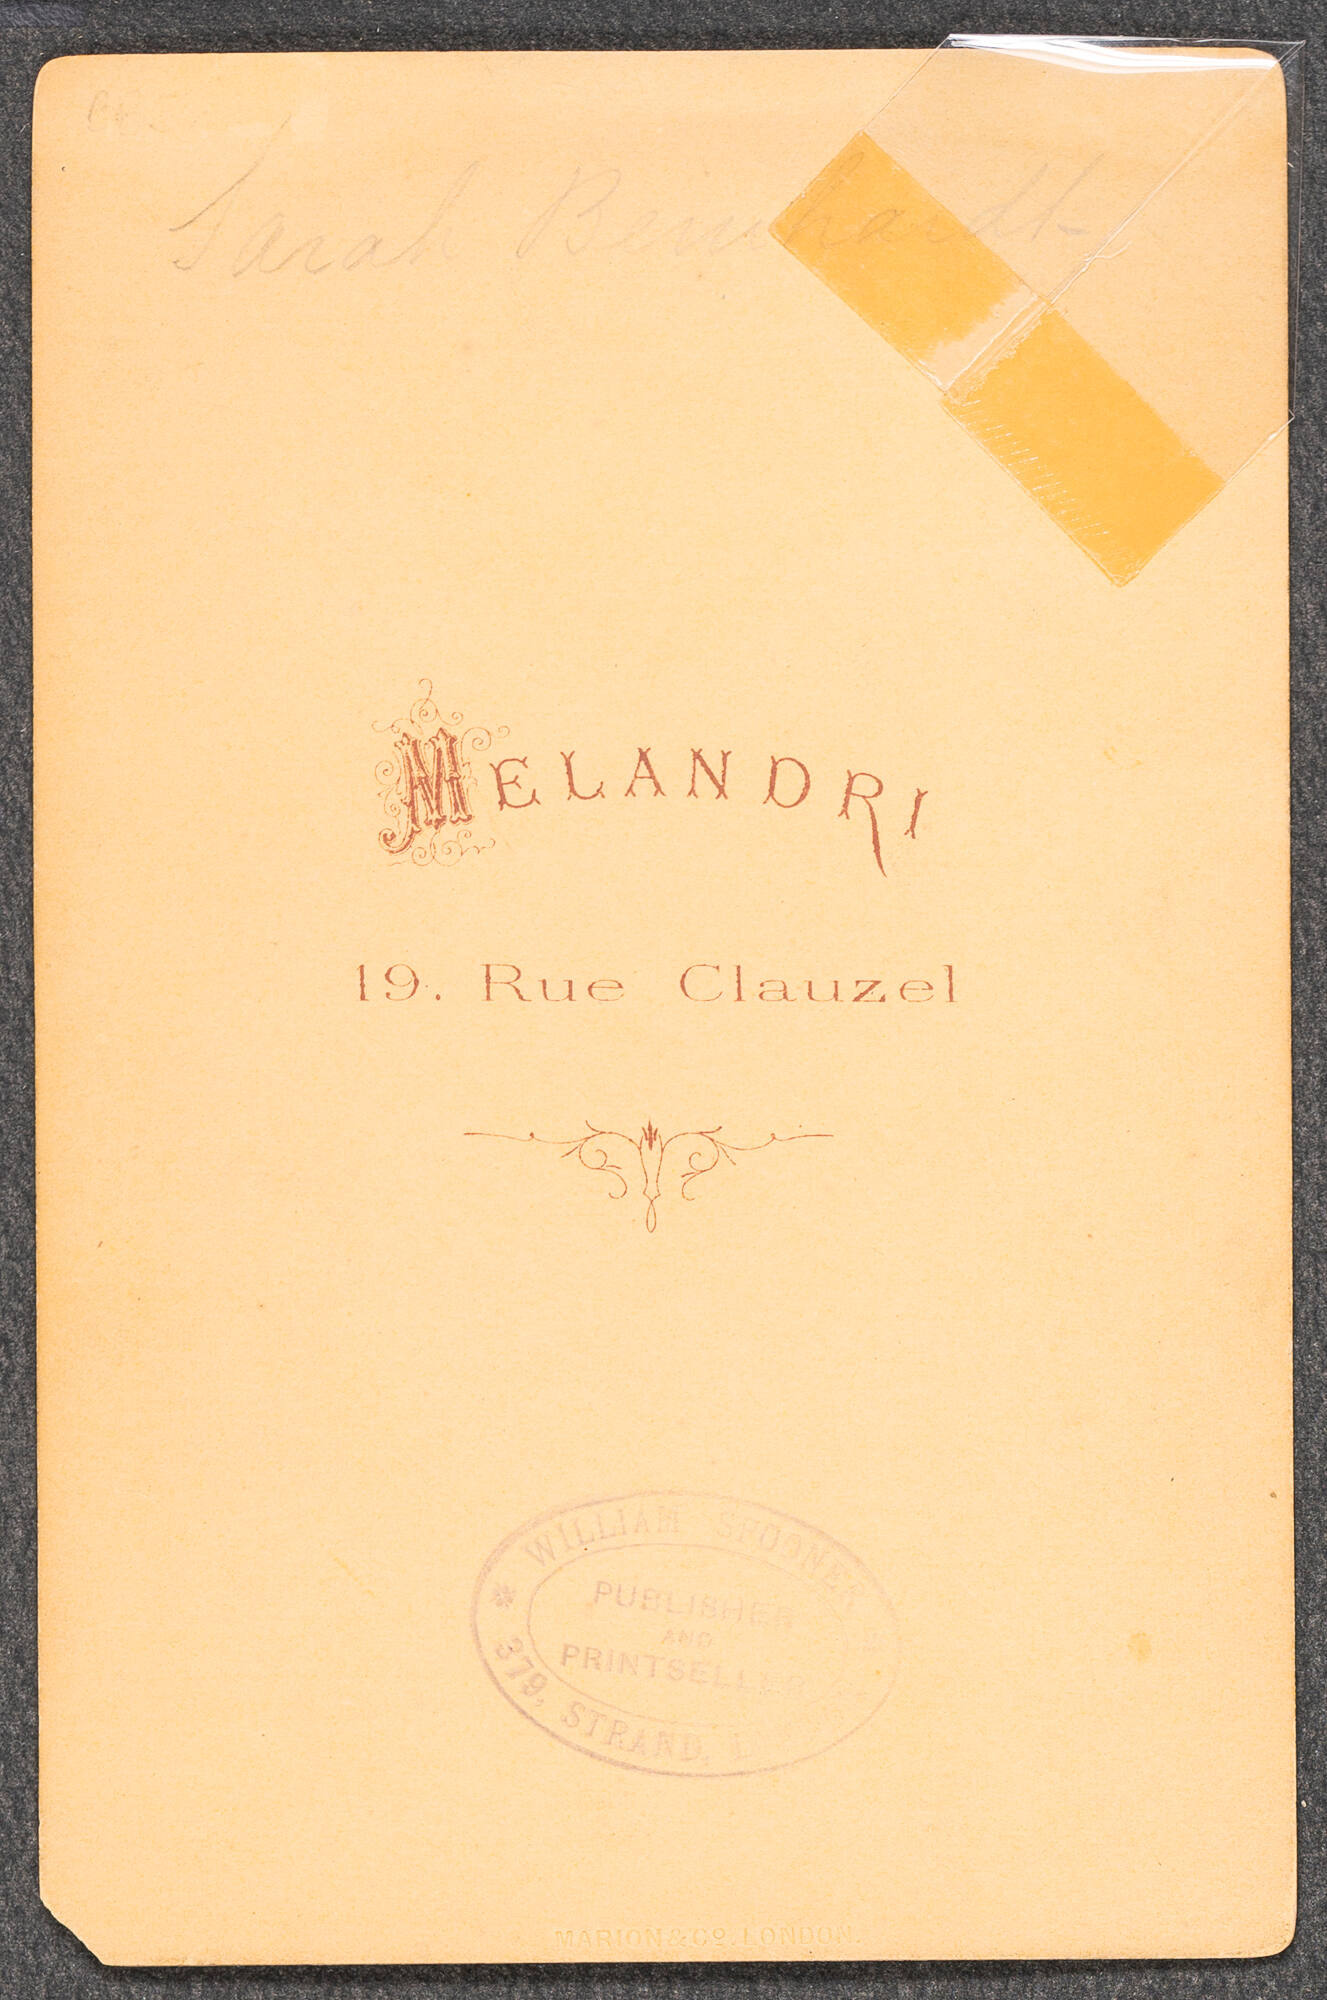 Sarah Bernhardt
MELANDRI
19. Rue Clauzel
WILLIAM SPOONER
PUBLISHER
AND
PRINTSELLER
379, STRAND, L
MARION & Co. LONDON.